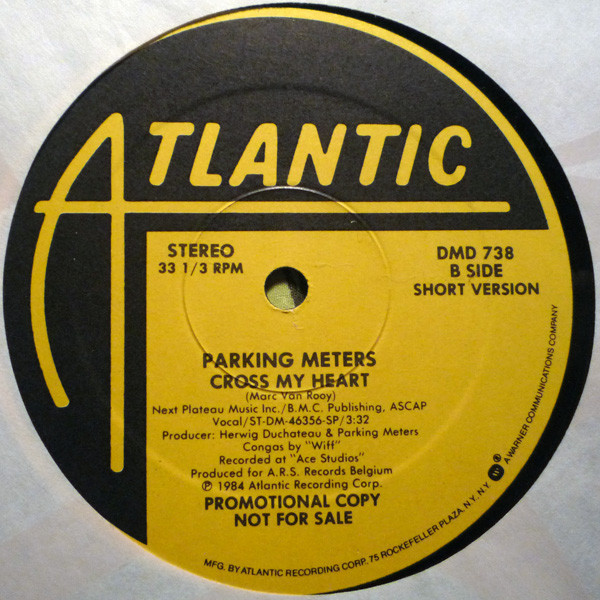 ATLANTIC
STEREO
33 1/3 RPM
DMD 738
B SIDE
SHORT VERSION
PARKING METERS
CROSS MY HEART
(Marc Van Rooy)
Next Plateau Music Inc./B.M.C. Publishing, ASCAP
Vocal/ST-DM-46356-SP/3:32
Producer: Herwig Duchateau & Parking Meters
Congas by "Wiff"
Recorded at "Ace Studios"
Produced for A.R.S. Records Belgium
Ⓟ 1984 Atlantic Recording Corp.
PROMOTIONAL COPY
NOT FOR SALE
MFG. BY ATLANTIC RECORDING CORP. 75 ROCKEFELLER PLAZA, N.Y. N.Y. ® A WARNER COMMUNICATIONS COMPANY